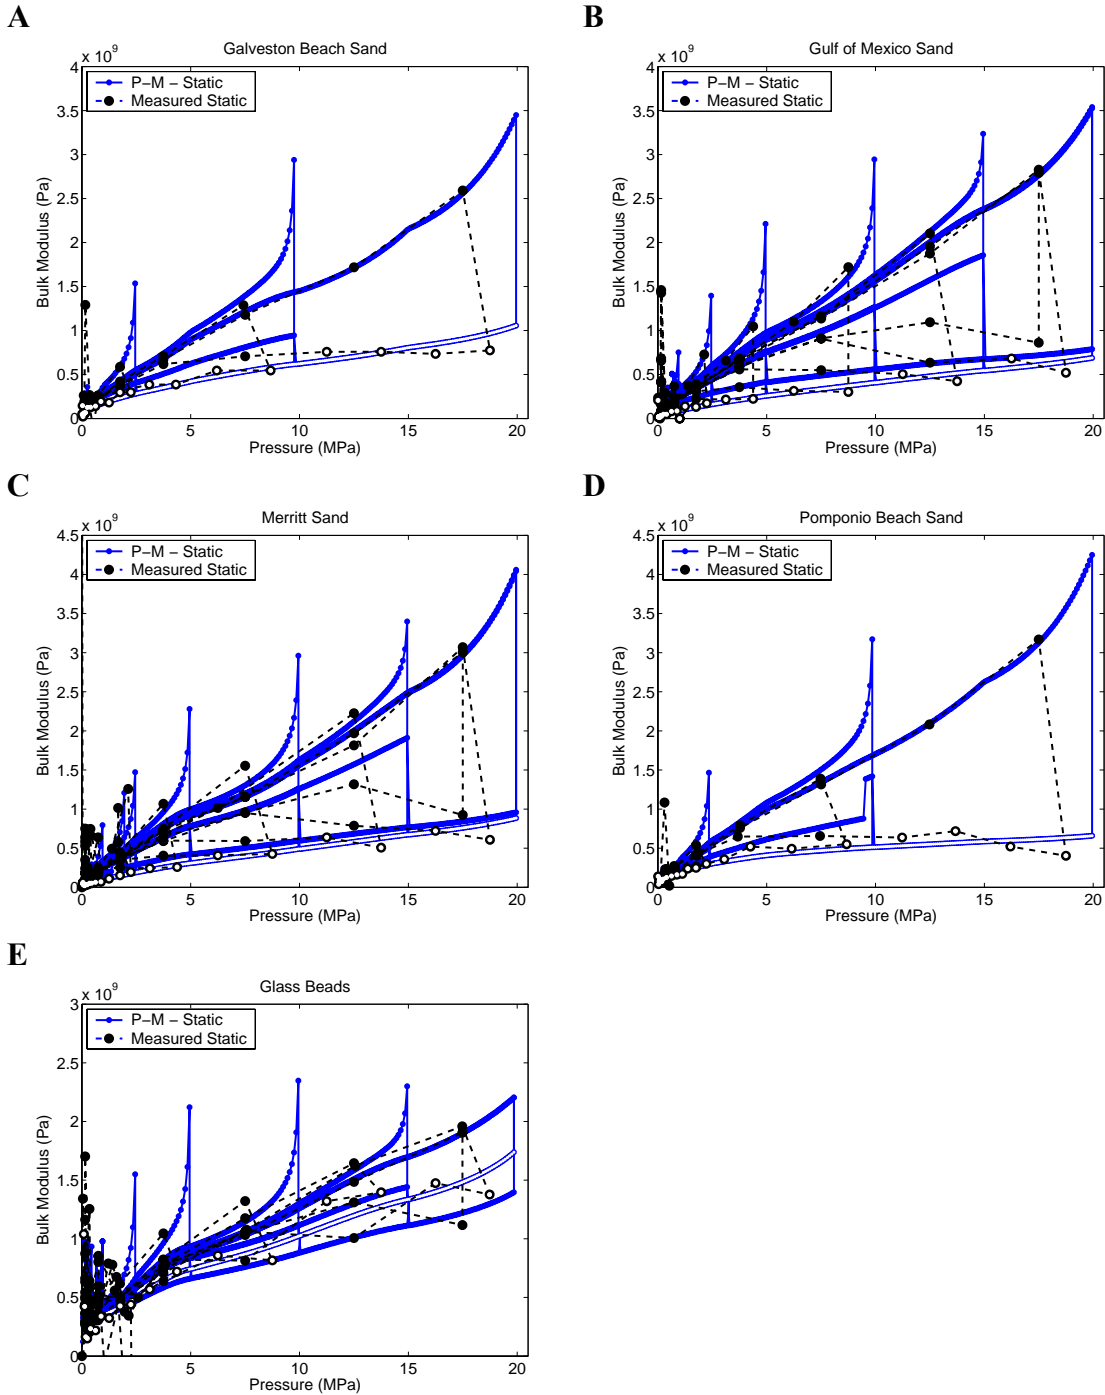 A
Galveston Beach Sand
x 10^9
P-M - Static
Measured Static
4
3.5
3
2.5
2
1.5
1
0.5
0
Bulk Modulus (Pa)
0 5 10 15 20
Pressure (MPa)
B
Gulf of Mexico Sand
x 10^9
P-M - Static
Measured Static
4
3.5
3
2.5
2
1.5
1
0.5
0
Bulk Modulus (Pa)
0 5 10 15 20
Pressure (MPa)
C
Merritt Sand
x 10^9
P-M - Static
Measured Static
4.5
4
3.5
3
2.5
2
1.5
1
0.5
0
Bulk Modulus (Pa)
0 5 10 15 20
Pressure (MPa)
D
Pomponio Beach Sand
x 10^9
P-M - Static
Measured Static
4.5
4
3.5
3
2.5
2
1.5
1
0.5
0
Bulk Modulus (Pa)
0 5 10 15 20
Pressure (MPa)
E
Glass Beads
x 10^9
P-M - Static
Measured Static
3
2.5
2
1.5
1
0.5
0
Bulk Modulus (Pa)
0 5 10 15 20
Pressure (MPa)